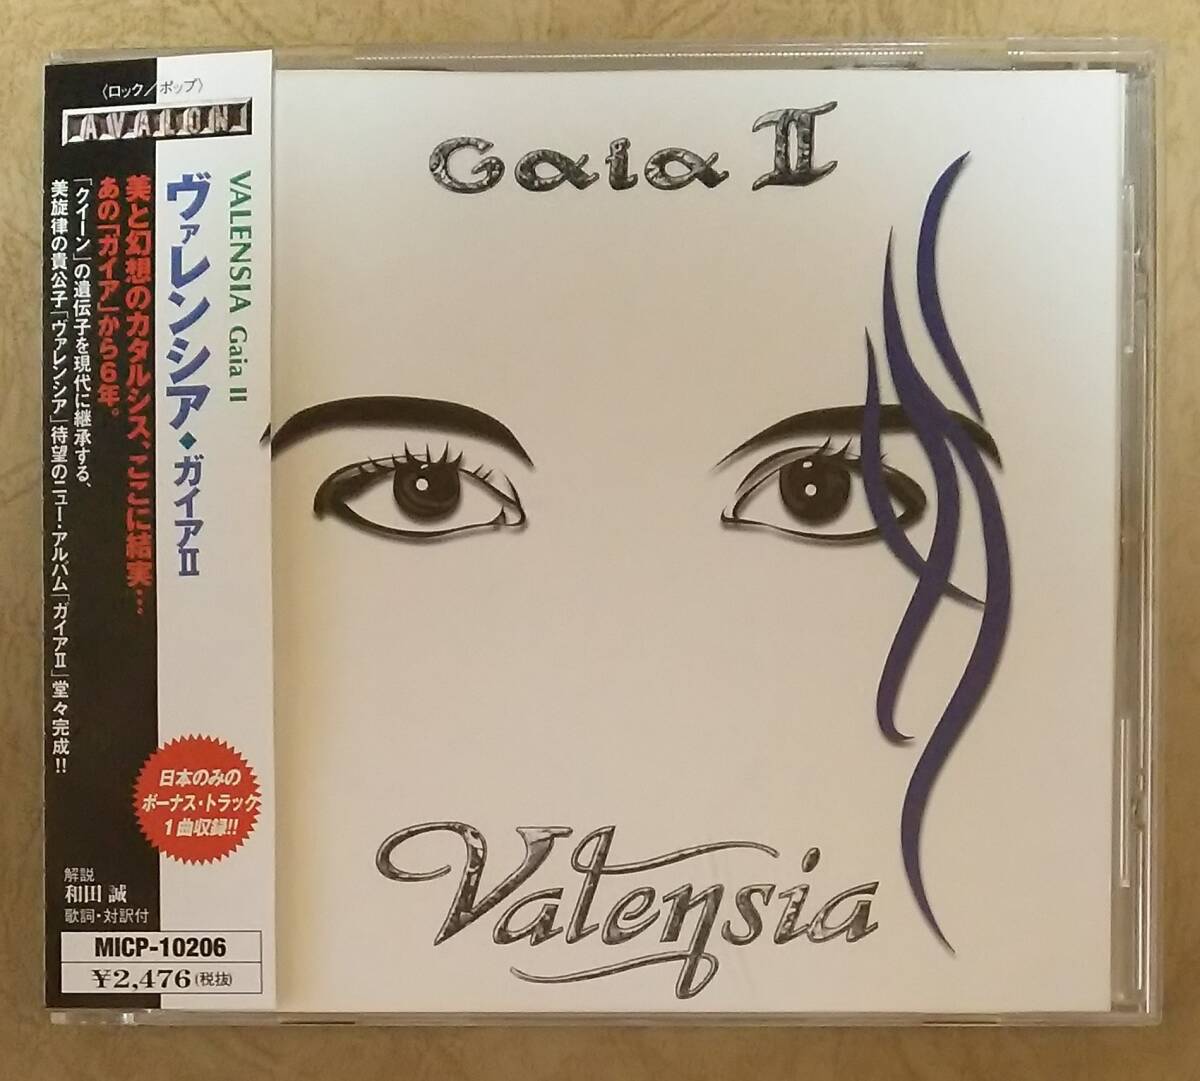 〈ロック／ポップ〉
AVALON
VALENSIA Gaia II
ヴァレンシア◆ガイアⅡ
美と幻想のカタルシス、ここに結実…
あの「ガイア」から6年。
「クイーン」の遺伝子を現代に継承する、
美旋律の貴公子「ヴァレンシア」待望のニュー・アルバム「ガイアⅡ」堂々完成!!
日本のみの
ボーナス・トラック
1曲収録!!
解説
和田 誠
歌詞・対訳付
MICP-10206
¥2,476(税抜)
Gaia II
Valensia